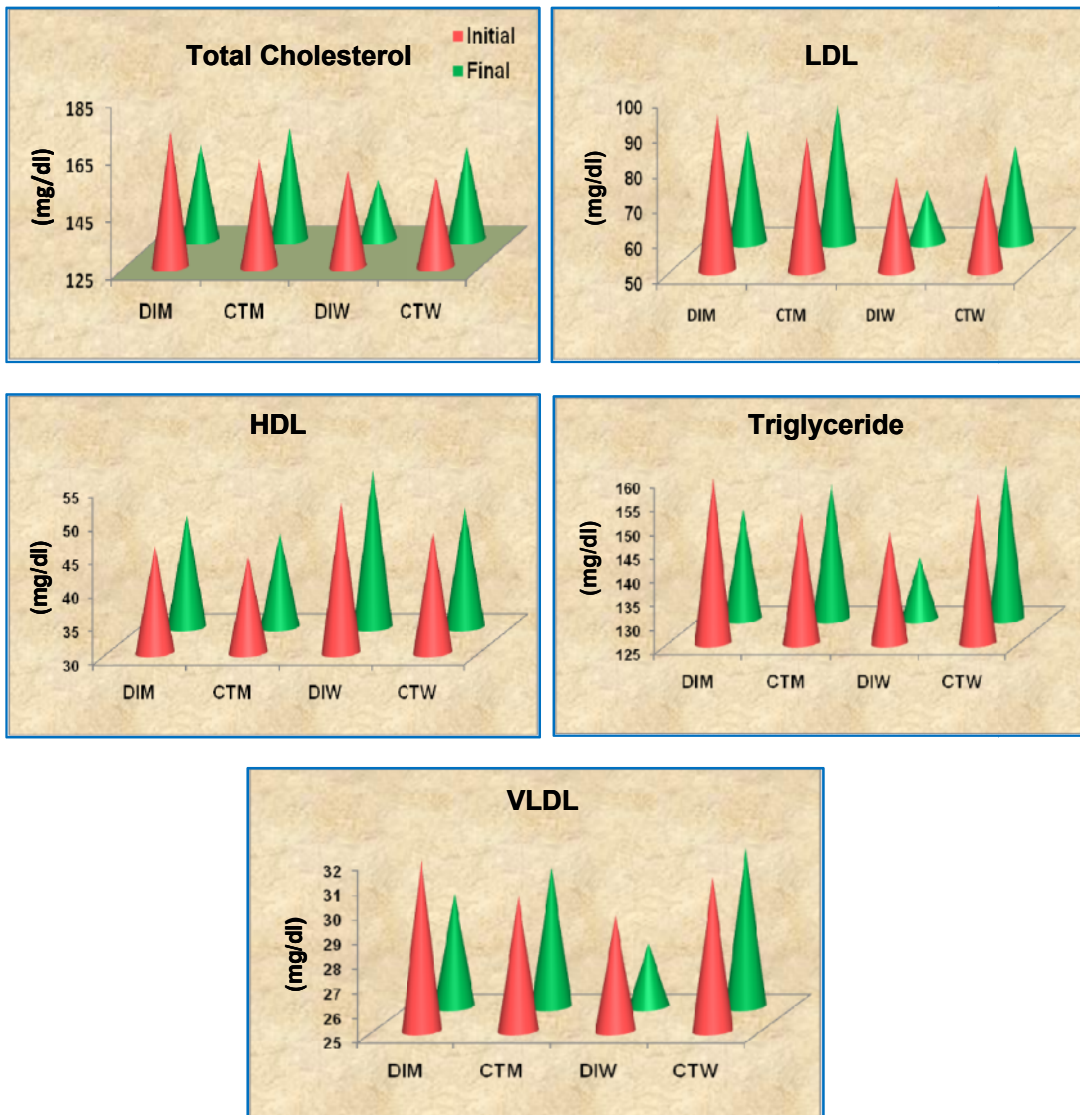 Total Cholesterol
Initial
Final
(mg/dl)
185
165
145
125
DIM CTM DIW CTW
LDL
(mg/dl)
100
90
80
70
60
50
DIM CTM DIW CTW
HDL
(mg/dl)
55
50
45
40
35
30
DIM CTM DIW CTW
Triglyceride
(mg/dl)
160
155
150
145
140
135
130
125
DIM CTM DIW CTW
VLDL
(mg/dl)
32
31
30
29
28
27
26
25
DIM CTM DIW CTW